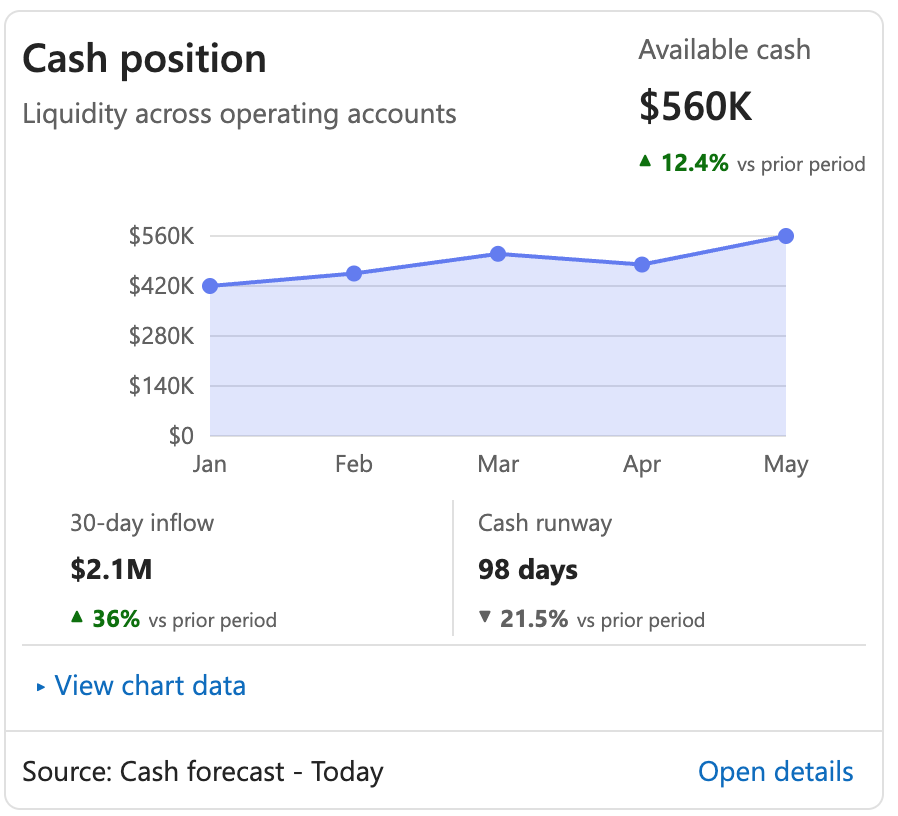 Cash position
Liquidity across operating accounts
Available cash
$560K
▲ 12.4% vs prior period
$560K
$420K
$280K
$140K
$0
Jan Feb Mar Apr May
30-day inflow
$2.1M
▲ 36% vs prior period
Cash runway
98 days
▼ 21.5% vs prior period
▸ View chart data
Source: Cash forecast - Today
Open details